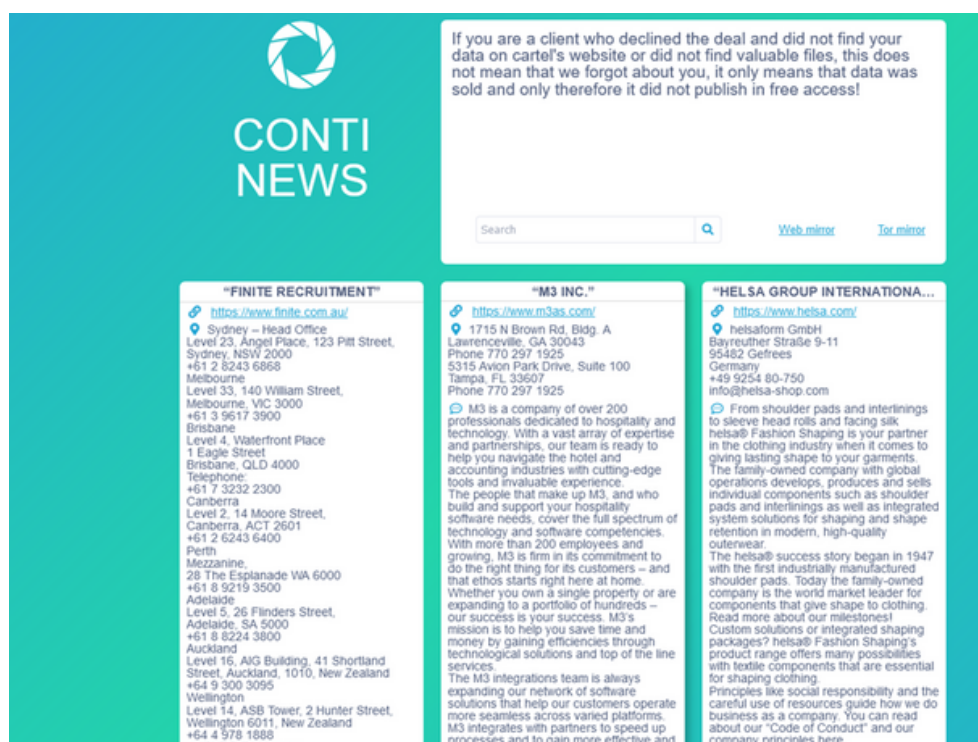 CONTI
NEWS
If you are a client who declined the deal and did not find your
data on cartel's website or did not find valuable files, this does
not mean that we forgot about you, it only means that data was
sold and only therefore it did not publish in free access!
Search
Web mirror
Tor mirror
“FINITE RECRUITMENT”
https://www.finite.com.au/
Sydney – Head Office
Level 23, Angel Place, 123 Pitt Street,
Sydney, NSW 2000
+61 2 8243 6868
Melbourne
Level 33, 140 William Street,
Melbourne, VIC 3000
+61 3 9617 3900
Brisbane
Level 4, Waterfront Place
1 Eagle Street
Brisbane, QLD 4000
Telephone:
+61 7 3232 2300
Canberra
Level 2, 14 Moore Street,
Canberra, ACT 2601
+61 2 6243 6400
Perth
Mezzanine,
28 The Esplanade WA 6000
+61 8 9219 3500
Adelaide
Level 5, 26 Flinders Street,
Adelaide, SA 5000
+61 8 8224 3800
Auckland
Level 16, AIG Building, 41 Shortland
Street, Auckland, 1010, New Zealand
+64 9 300 3095
Wellington
Level 14, ASB Tower, 2 Hunter Street,
Wellington 6011, New Zealand
+64 4 978 1888
“M3 INC.”
https://www.m3as.com/
1715 N Brown Rd, Bldg. A
Lawrenceville, GA 30043
Phone 770 297 1925
5315 Avion Park Drive, Suite 100
Tampa, FL 33607
Phone 770 297 1925
M3 is a company of over 200
professionals dedicated to hospitality and
technology. With a vast array of expertise
and partnerships, our team is ready to
help you navigate the hotel and
accounting industries with cutting-edge
tools and invaluable experience.
The people that make up M3, and who
build and support your hospitality
software needs, cover the full spectrum of
technology and software competencies.
With more than 200 employees and
growing, M3 is firm in its commitment to
do the right thing for its customers – and
that ethos starts right here at home.
Whether you own a single property or are
expanding to a portfolio of hundreds –
our success is your success. M3's
mission is to help you save time and
money by gaining efficiencies through
technological solutions and top of the line
services.
The M3 integrations team is always
expanding our network of software
solutions that help our customers operate
more seamless across varied platforms.
M3 integrates with partners to speed up
processes and to gain more effective and
“HELSA GROUP INTERNATIONA...
https://www.helsa.com/
helsaform GmbH
Bayreuther Straße 9-11
95482 Gefrees
Germany
+49 9254 80-750
info@helsa-shop.com
From shoulder pads and interlinings
to sleeve head rolls and facing silk
helsa® Fashion Shaping is your partner
in the clothing industry when it comes to
giving lasting shape to your garments.
The family-owned company with global
operations develops, produces and sells
individual components such as shoulder
pads and interlinings as well as integrated
system solutions for shaping and shape
retention in modern, high-quality
outerwear.
The helsa® success story began in 1947
with the first industrially manufactured
shoulder pads. Today the family-owned
company is the world market leader for
components that give shape to clothing.
Read more about our milestones!
Custom solutions or integrated shaping
packages? helsa® Fashion Shaping's
product range offers many possibilities
with textile components that are essential
for shaping clothing.
Principles like social responsibility and the
careful use of resources guide how we do
business as a company. You can read
about our “Code of Conduct” and our
company principles here.